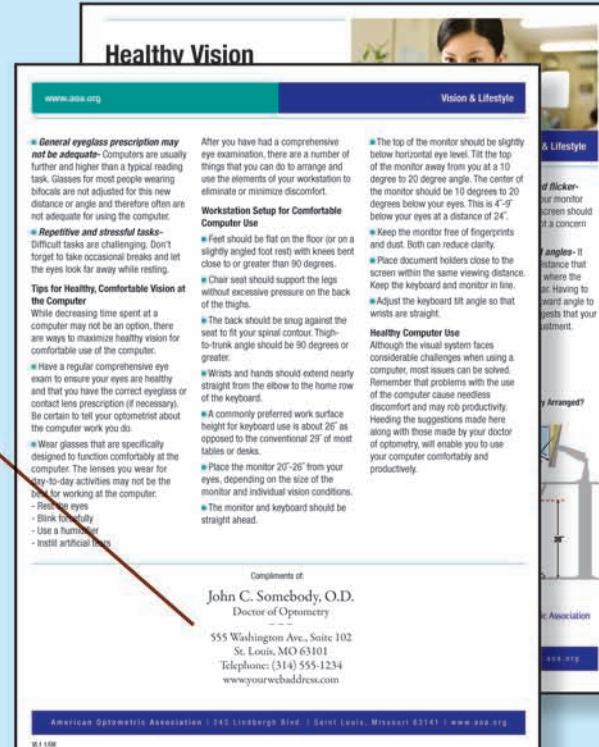 Healthy Vision
www.aoa.org
Vision & Lifestyle
General eyeglass prescription may
not be adequate- Computers are usually
further and higher than a typical reading
task. Glasses for most people wearing
bifocals are not adjusted for this new
distance or angle and therefore often are
not adequate for using the computer.
Repetitive and stressful tasks-
Difficult tasks are challenging. Don't
forget to take occasional breaks and let
the eyes look far away while resting.
Tips for Healthy, Comfortable Vision at
the Computer
While decreasing time spent at a
computer may not be an option, there
are ways to maximize healthy vision for
comfortable use of the computer.
Have a regular comprehensive eye
exam to ensure your eyes are healthy
and that you have the correct eyeglass or
contact lens prescription (if necessary).
Be certain to tell your optometrist about
the computer work you do.
Wear glasses that are specifically
designed to function comfortably at the
computer. The lenses you wear for
day-to-day activities may not be the
best for working at the computer.
- Rest the eyes
- Blink forcefully
- Use a humidifier
- Instill artificial tears
After you have had a comprehensive
eye examination, there are a number of
things that you can do to arrange and
use the elements of your workstation to
eliminate or minimize discomfort.
Workstation Setup for Comfortable
Computer Use
Feet should be flat on the floor (or on a
slightly angled foot rest) with knees bent
close to or greater than 90 degrees.
Chair seat should support the legs
without excessive pressure on the back
of the thighs.
The back should be snug against the
seat to fit your spinal contour. Thigh-
to-trunk angle should be 90 degrees or
greater.
Wrists and hands should extend nearly
straight from the elbow to the home row
of the keyboard.
A commonly preferred work surface
height for keyboard use is about 26" as
opposed to the conventional 29" of most
tables or desks.
Place the monitor 20"-26" from your
eyes, depending on the size of the
monitor and individual vision conditions.
The monitor and keyboard should be
straight ahead.
The top of the monitor should be slightly
below horizontal eye level. Tilt the top
of the monitor away from you at a 10
degree to 20 degree angle. The center of
the monitor should be 10 degrees to 20
degrees below your eyes. This is 4"-9"
below your eyes at a distance of 24".
Keep the monitor free of fingerprints
and dust. Both can reduce clarity.
Place document holders close to the
screen within the same viewing distance.
Keep the keyboard and monitor in line.
Adjust the keyboard tilt angle so that
wrists are straight.
Healthy Computer Use
Although the visual system faces
considerable challenges when using a
computer, most issues can be solved.
Remember that problems with the use
of the computer cause needless
discomfort and may rob productivity.
Heeding the suggestions made here
along with those made by your doctor
of optometry, will enable you to use
your computer comfortably and
productively.
Compliments of:
John C. Somebody, O.D.
Doctor of Optometry
555 Washington Ave., Suite 102
St. Louis, MO 63101
Telephone: (314) 555-1234
www.yourwebaddress.com
American Optometric Association | 243 Lindbergh Blvd. | Saint Louis, Missouri 63141 | www.aoa.org
& Lifestyle
flicker-
monitor
screen should
a concern
angles- It
distance that
where the
Having to
angle to
that your
Arranged?
Association
aoa.org